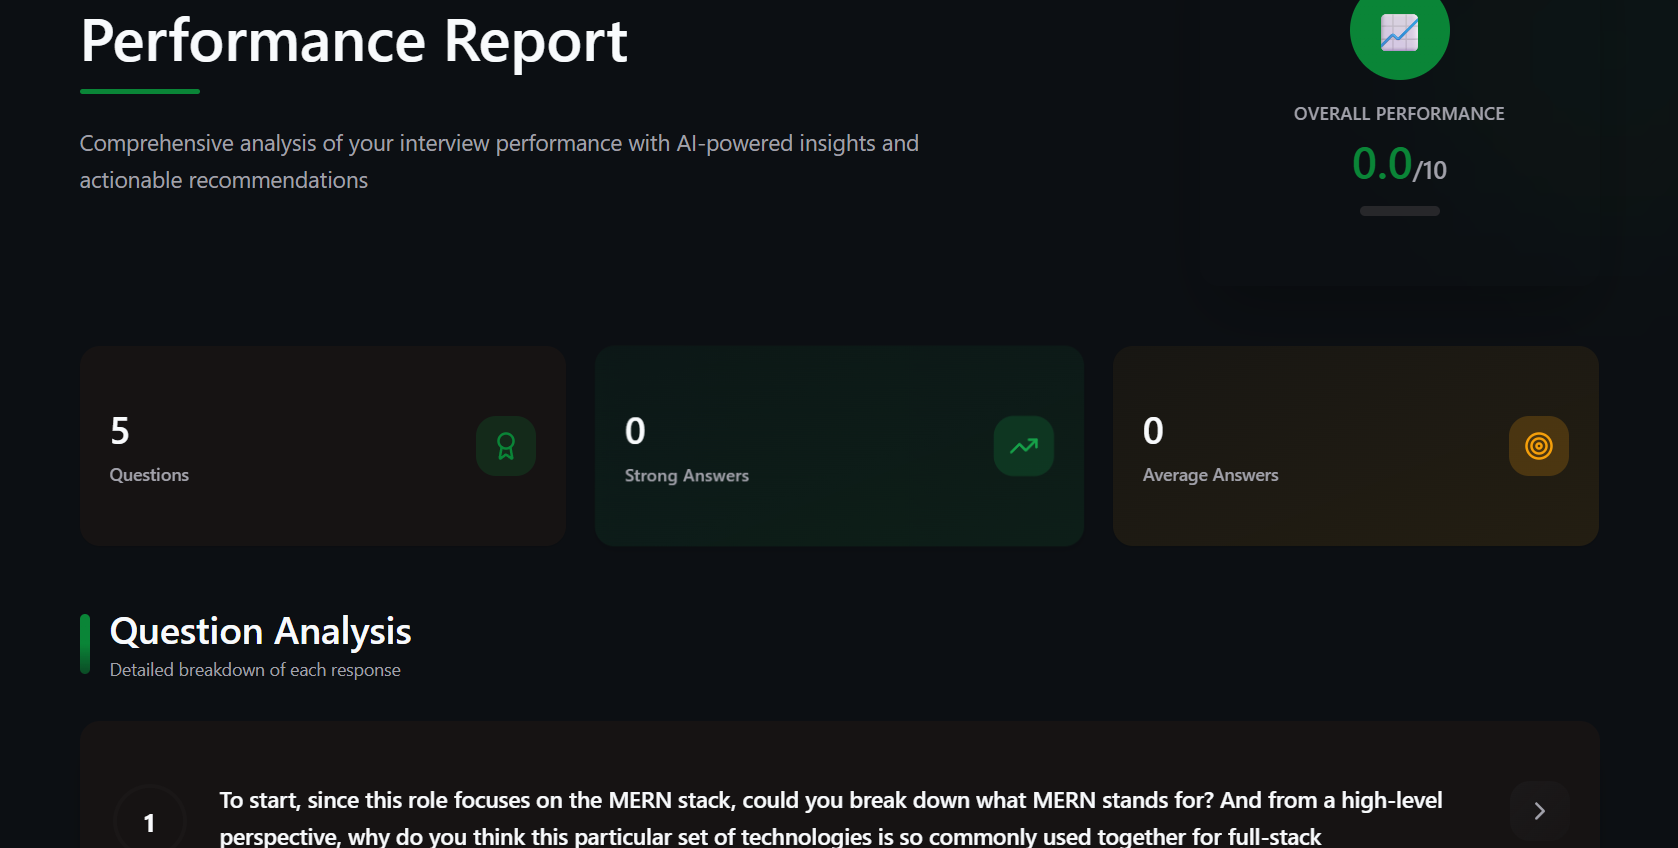 Performance Report
Comprehensive analysis of your interview performance with AI-powered insights and
actionable recommendations
OVERALL PERFORMANCE
0.0/10
5
Questions
0
Strong Answers
0
Average Answers
Question Analysis
Detailed breakdown of each response
1
To start, since this role focuses on the MERN stack, could you break down what MERN stands for? And from a high-level
perspective, why do you think this particular set of technologies is so commonly used together for full-stack